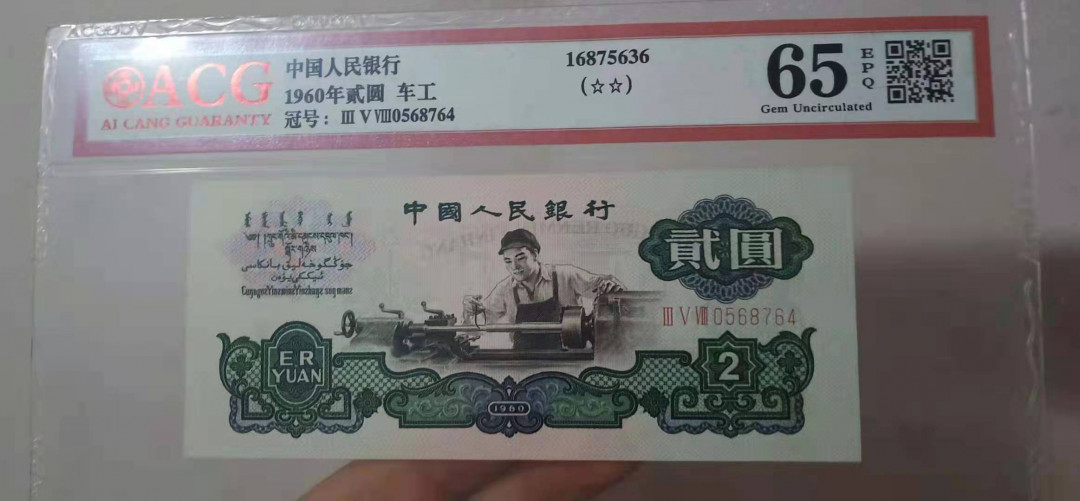 ACG
AI CANG GUARANTY
中国人民银行
1960年贰圆 车工
冠号：ⅢⅤⅧ0568764
16875636
(☆☆)
65
EPQ
Gem Uncirculated
中國人民銀行
貳圓
ⅢⅤⅧ0568764
ER
YUAN
1960
2